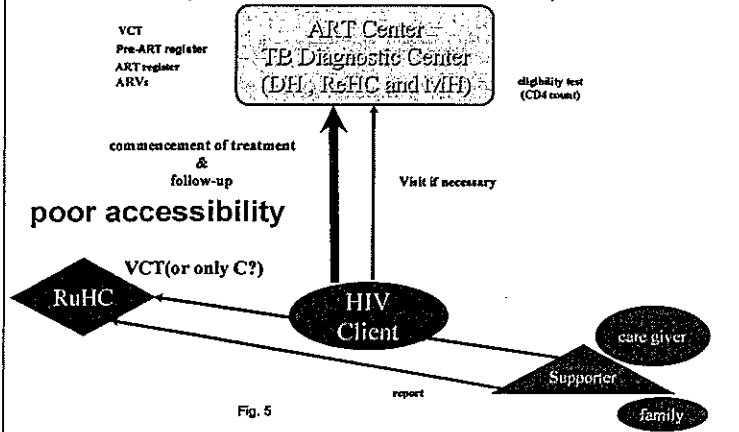 VCT
Pre-ART register
ART register
ARVs
ART Center –
TB Diagnostic Center
(DH, ReHC and MH)
eligibility test
(CD4 count)
commencement of treatment
&
follow-up
Visit if necessary
poor accessibility
VCT(or only C?)
RuHC
HIV
Client
care giver
Supporter
report
family
Fig. 5